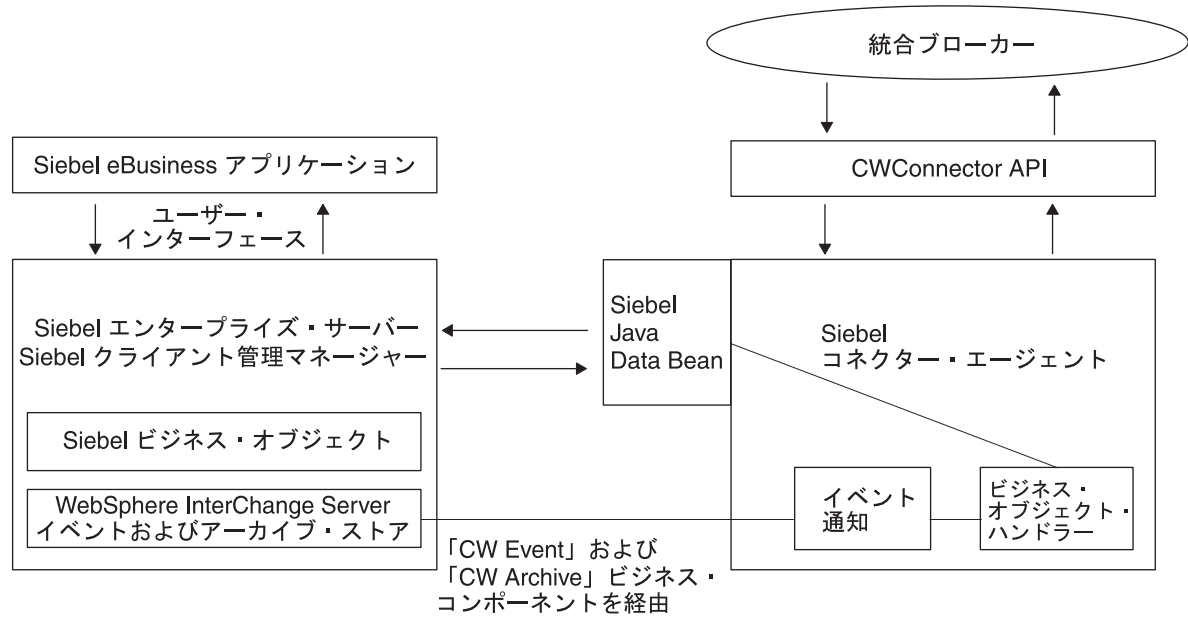 統合ブローカー
Siebel eBusiness アプリケーション
CWConnector API
ユーザー・
インターフェース
Siebel エンタープライズ・サーバー
Siebel クライアント管理マネージャー
Siebel
Java
Data Bean
Siebel
コネクター・エージェント
Siebel ビジネス・オブジェクト
WebSphere InterChange Server
イベントおよびアーカイブ・ストア
イベント
通知
ビジネス・
オブジェクト・
ハンドラー
「CW Event」および
「CW Archive」ビジネス・
コンポーネントを経由